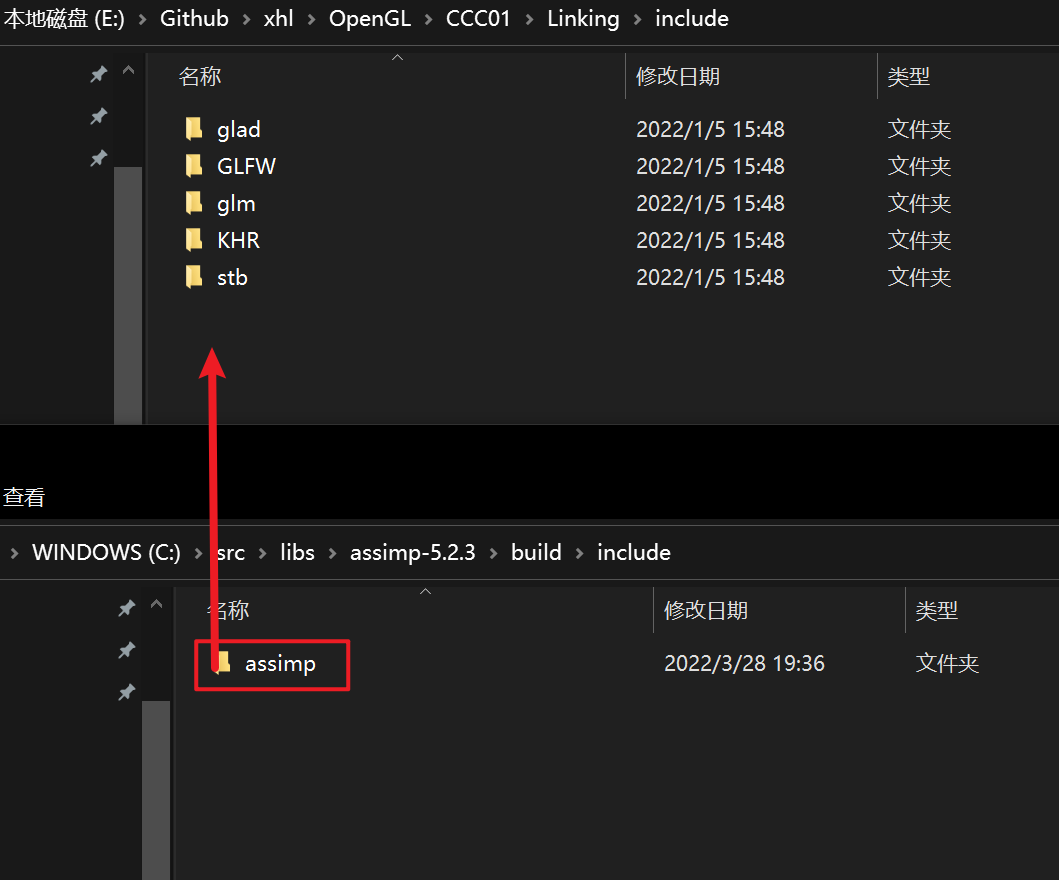 本地磁盘 (E:) › Github › xhl › OpenGL › CCC01 › Linking › include
名称 修改日期 类型
glad 2022/1/5 15:48 文件夹
GLFW 2022/1/5 15:48 文件夹
glm 2022/1/5 15:48 文件夹
KHR 2022/1/5 15:48 文件夹
stb 2022/1/5 15:48 文件夹
查看
› WINDOWS (C:) › src › libs › assimp-5.2.3 › build › include
名称 修改日期 类型
assimp 2022/3/28 19:36 文件夹